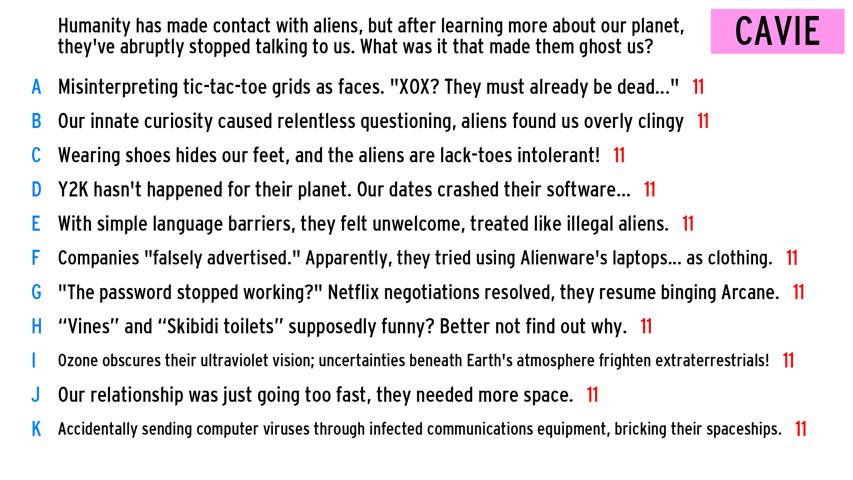 Humanity has made contact with aliens, but after learning more about our planet,
they've abruptly stopped talking to us. What was it that made them ghost us?
CAVIE
A Misinterpreting tic-tac-toe grids as faces. "XOX? They must already be dead..." 11
B Our innate curiosity caused relentless questioning, aliens found us overly clingy 11
C Wearing shoes hides our feet, and the aliens are lack-toes intolerant! 11
D Y2K hasn't happened for their planet. Our dates crashed their software... 11
E With simple language barriers, they felt unwelcome, treated like illegal aliens. 11
F Companies "falsely advertised." Apparently, they tried using Alienware's laptops... as clothing. 11
G "The password stopped working?" Netflix negotiations resolved, they resume binging Arcane. 11
H “Vines” and “Skibidi toilets” supposedly funny? Better not find out why. 11
I Ozone obscures their ultraviolet vision; uncertainties beneath Earth's atmosphere frighten extraterrestrials! 11
J Our relationship was just going too fast, they needed more space. 11
K Accidentally sending computer viruses through infected communications equipment, bricking their spaceships. 11